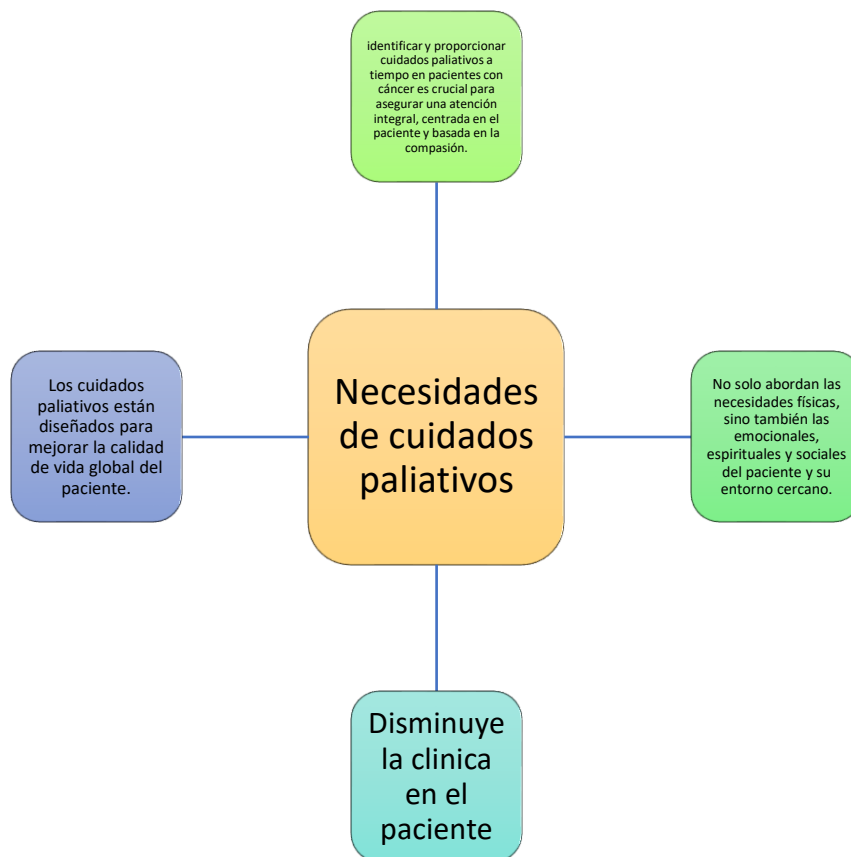 identificar y proporcionar
cuidados paliativos a
tiempo en pacientes con
cáncer es crucial para
asegurar una atención
integral, centrada en el
paciente y basada en la
compasión.
Los cuidados
paliativos están
diseñados para
mejorar la calidad
de vida global del
paciente.
Necesidades
de cuidados
paliativos
No solo abordan las
necesidades físicas,
sino también las
emocionales,
espirituales y sociales
del paciente y su
entorno cercano.
Disminuye
la clinica
en el
paciente